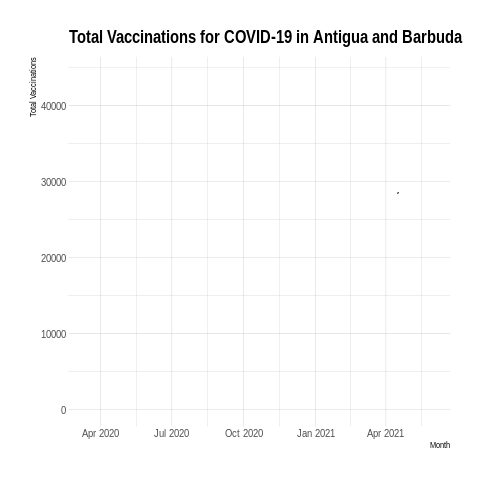 Total Vaccinations for COVID-19 in Antigua and Barbuda
Total Vaccinations
40000
30000
20000
10000
0
Apr 2020 Jul 2020 Oct 2020 Jan 2021 Apr 2021
Month